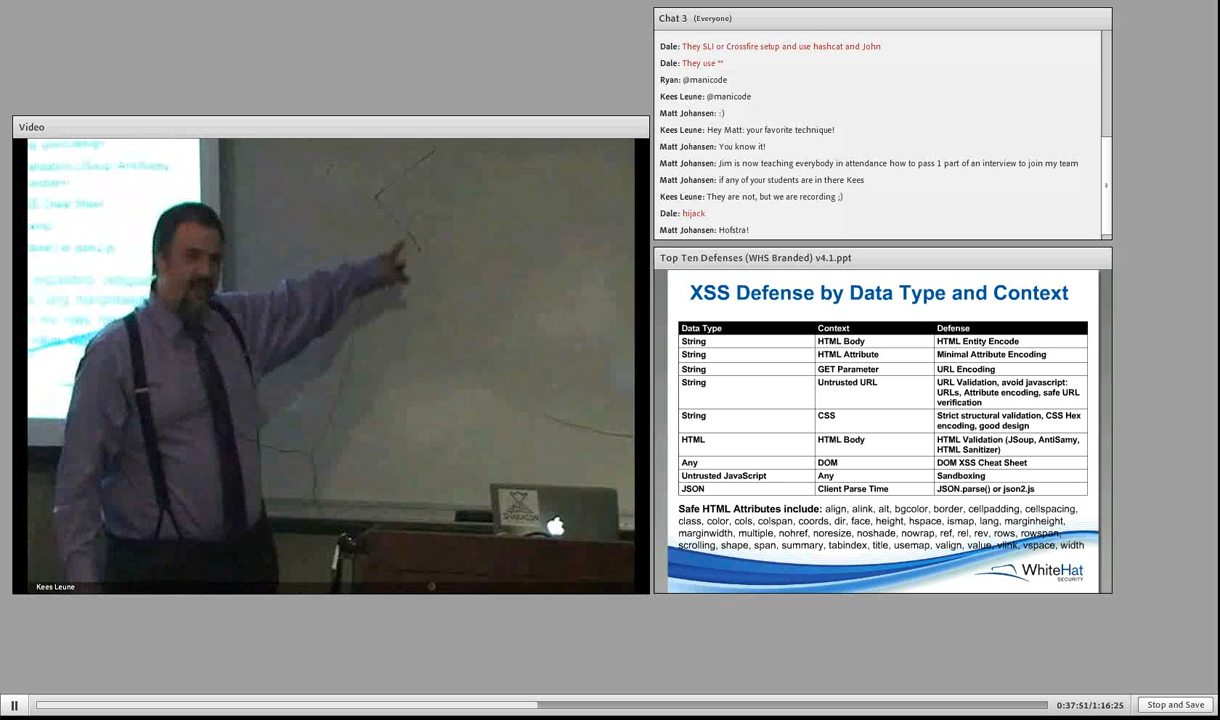 Chat 3 (Everyone)
Dale: They SLI or Crossfire setup and use hashcat and John
Dale: They use **
Ryan: @manicode
Kees Leune: @manicode
Matt Johansen: :)
Kees Leune: Hey Matt: your favorite technique!
Matt Johansen: You know it!
Matt Johansen: Jim is now teaching everybody in attendance how to pass 1 part of an interview to join my team
Matt Johansen: if any of your students are in there Kees
Kees Leune: They are not, but we are recording ;)
Dale: hijack
Matt Johansen: Hofstra!
Video
Kees Leune
Top Ten Defenses (WHS Branded) v4.1.ppt
XSS Defense by Data Type and Context
Data Type Context Defense
String HTML Body HTML Entity Encode
String HTML Attribute Minimal Attribute Encoding
String GET Parameter URL Encoding
String Untrusted URL URL Validation, avoid javascript:
URLs, Attribute encoding, safe URL
verification
String CSS Strict structural validation, CSS Hex
encoding, good design
HTML HTML Body HTML Validation (JSoup, AntiSamy,
HTML Sanitizer)
Any DOM DOM XSS Cheat Sheet
Untrusted JavaScript Any Sandboxing
JSON Client Parse Time JSON.parse() or json2.js
Safe HTML Attributes include: align, alink, alt, bgcolor, border, cellpadding, cellspacing,
class, color, cols, colspan, coords, dir, face, height, hspace, ismap, lang, marginheight,
marginwidth, multiple, nohref, noresize, noshade, nowrap, ref, rel, rev, rows, rowspan,
scrolling, shape, span, summary, tabindex, title, usemap, valign, value, vlink, vspace, width
WhiteHat
SECURITY
0:37:51/1:16:25
Stop and Save